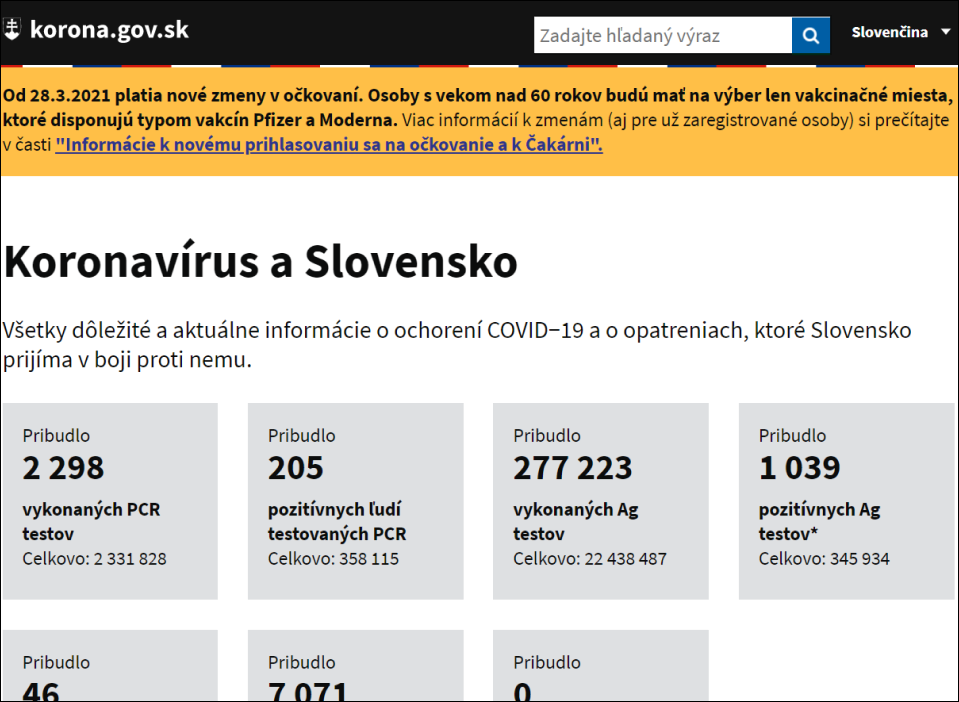 korona.gov.sk
Zadajte hľadaný výraz
Slovenčina
Od 28.3.2021 platia nové zmeny v očkovaní. Osoby s vekom nad 60 rokov budú mať na výber len vakcinačné miesta,
ktoré disponujú typom vakcín Pfizer a Moderna. Viac informácií k zmenám (aj pre už zaregistrované osoby) si prečítajte
v časti "Informácie k novému prihlasovaniu sa na očkovanie a k Čakárni".
Koronavírus a Slovensko
Všetky dôležité a aktuálne informácie o ochorení COVID−19 a o opatreniach, ktoré Slovensko
prijíma v boji proti nemu.
Pribudlo
2 298
vykonaných PCR
testov
Celkovo: 2 331 828
Pribudlo
205
pozitívnych ľudí
testovaných PCR
Celkovo: 358 115
Pribudlo
277 223
vykonaných Ag
testov
Celkovo: 22 438 487
Pribudlo
1 039
pozitívnych Ag
testov*
Celkovo: 345 934
Pribudlo
46
Pribudlo
7 071
Pribudlo
0